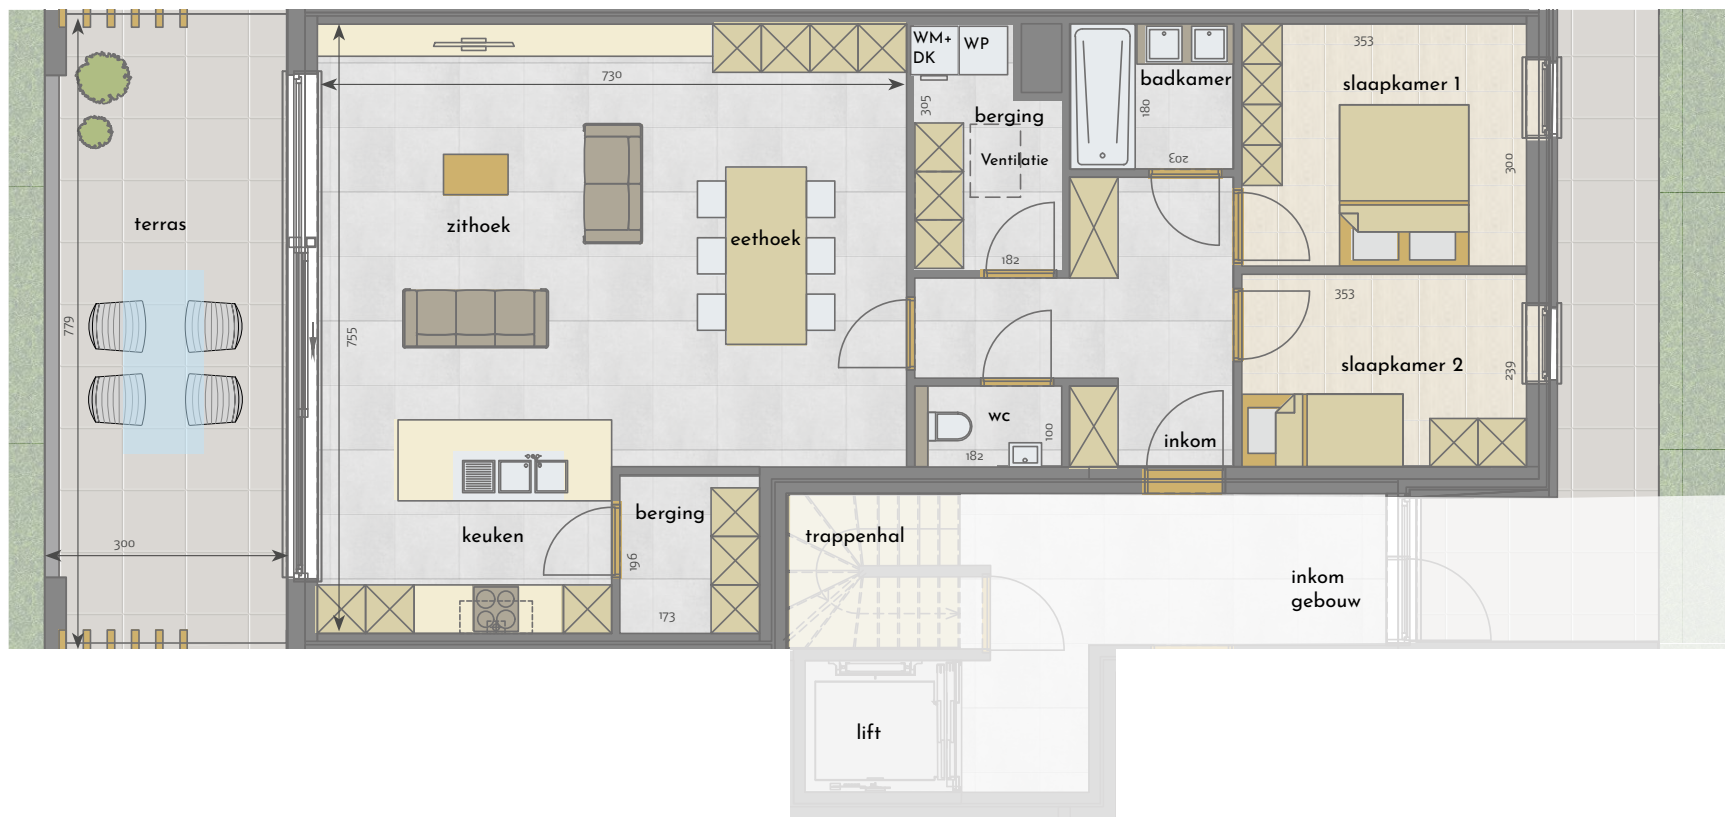 WM+
DK
WP
353
730
badkamer
slaapkamer 1
305
180
berging
Ventilatie
203
300
terras
zithoek
eethoek
182
353
779
755
slaapkamer 2
239
wc
100
inkom
182
berging
keuken
trappenhal
300
196
inkom
gebouw
173
lift